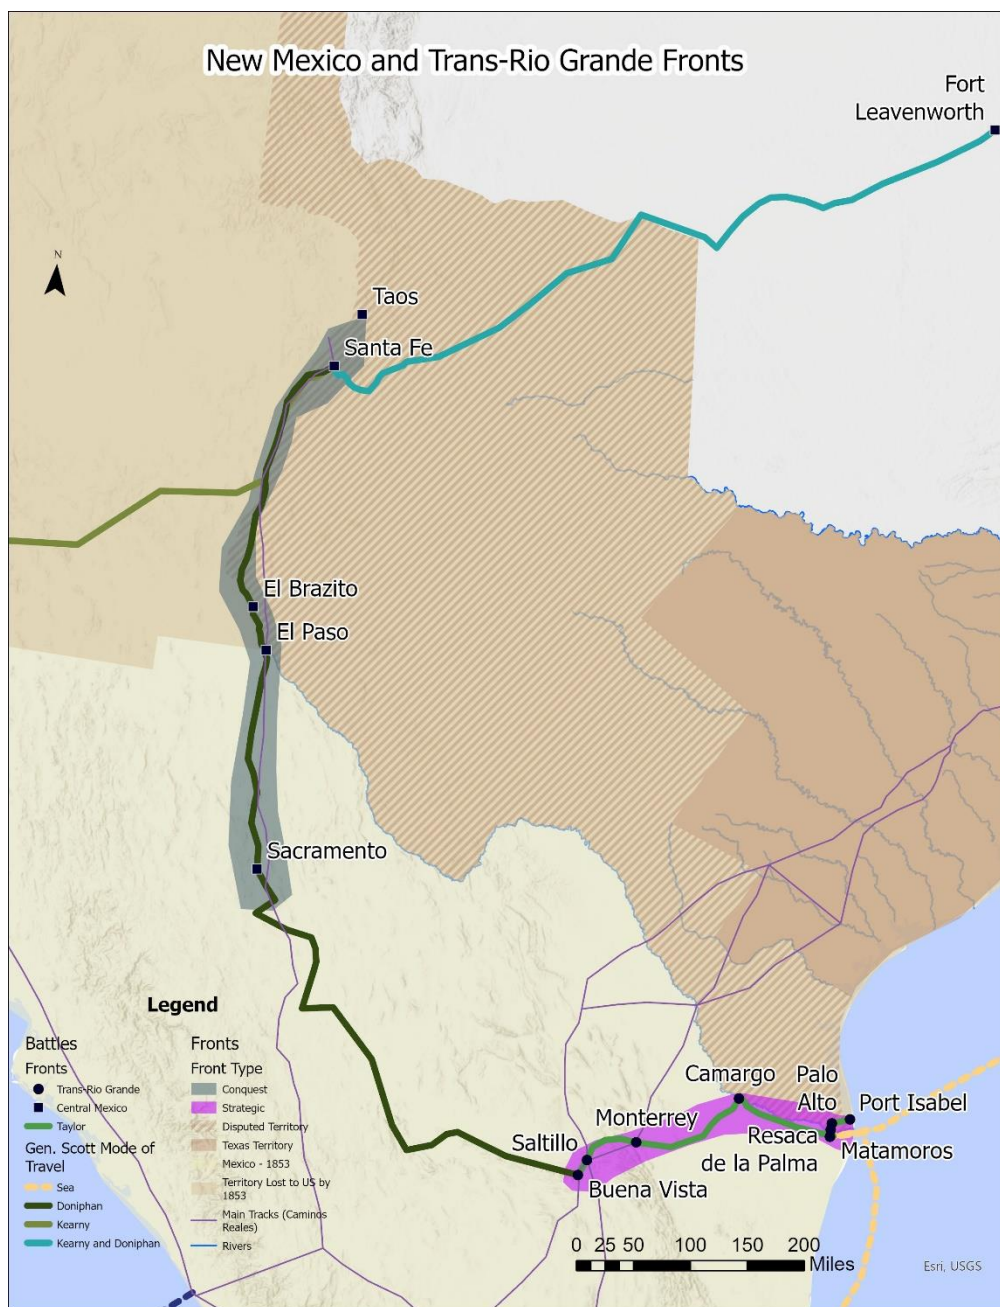 New Mexico and Trans-Rio Grande Fronts
Fort
Leavenworth
N
Taos
Santa Fe
El Brazito
El Paso
Sacramento
Camargo
Palo
Alto
Port Isabel
Monterrey
Resaca
de la Palma
Matamoros
Saltillo
Buena Vista
Legend
Battles
Fronts
Trans-Rio Grande
Central Mexico
Taylor
Gen. Scott Mode of
Travel
Sea
Doniphan
Kearny
Kearny and Doniphan
Fronts
Front Type
Conquest
Strategic
Disputed Territory
Texas Territory
Mexico - 1853
Territory Lost to US by
1853
Main Tracks (Caminos
Reales)
Rivers
0 25 50 100 150 200
Miles
Esri, USGS